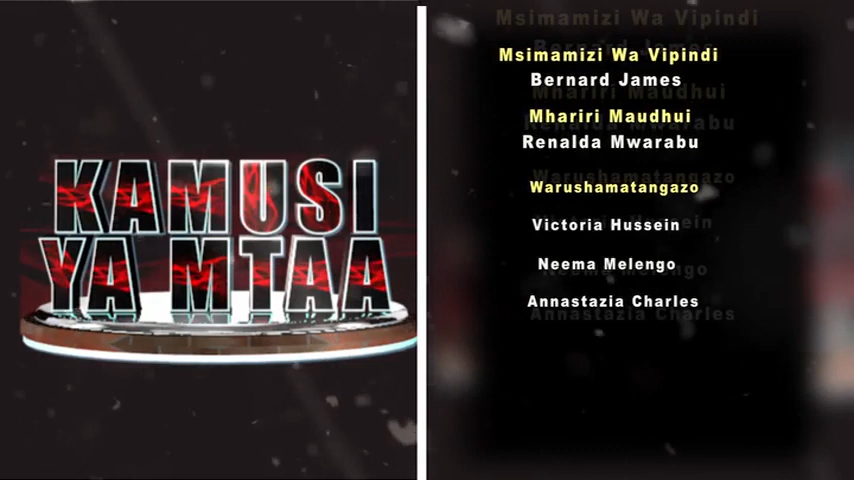 KAMUSI
YA MTAA
Msimamizi Wa Vipindi
Bernard James
Mhariri Maudhui
Renalda Mwarabu
Warushamatangazo
Victoria Hussein
Neema Melengo
Annastazia Charles